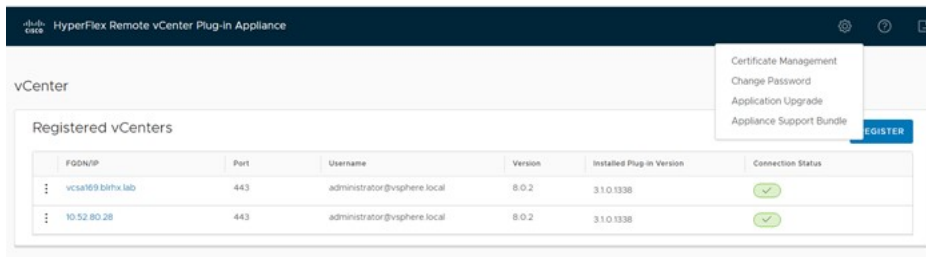 CISCO HyperFlex Remote vCenter Plug-in Appliance
Certificate Management
Change Password
Application Upgrade
Appliance Support Bundle
vCenter
Registered vCenters
EGISTER
FQDN/IP Port Username Version Installed Plug-in Version Connection Status
vcsa169.blrhx.lab 443 administrator@vsphere.local 8.0.2 3.1.0.1338
10.52.80.28 443 administrator@vsphere.local 8.0.2 3.1.0.1338